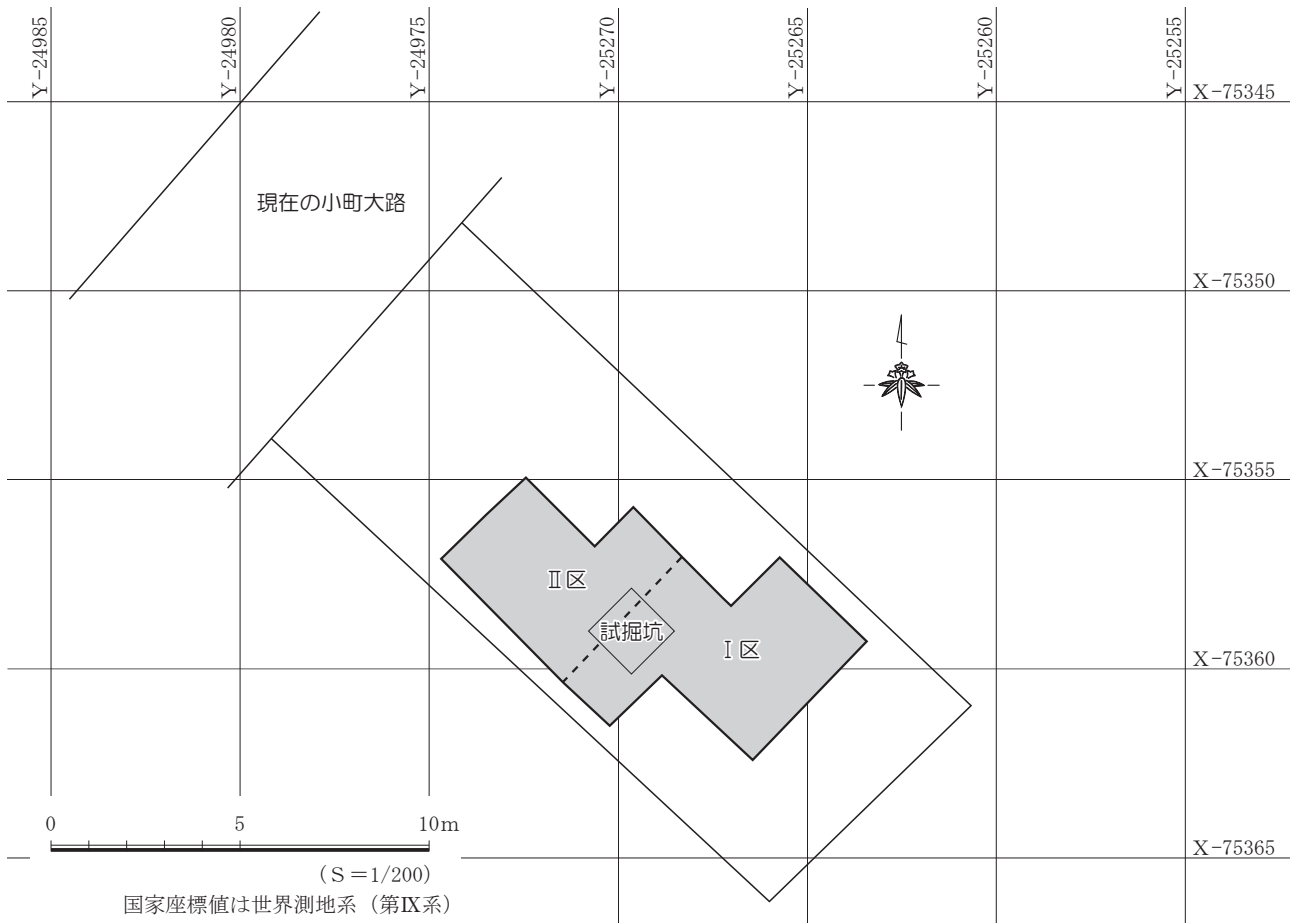 Y-24985
Y-24980
Y-24975
Y-25270
Y-25265
Y-25260
Y-25255
X-75345
現在の小町大路
X-75350
X-75355
Ⅱ区
試掘坑
Ⅰ区
X-75360
0 5 10m
X-75365
(S=1/200)
国家座標値は世界測地系(第Ⅸ系)